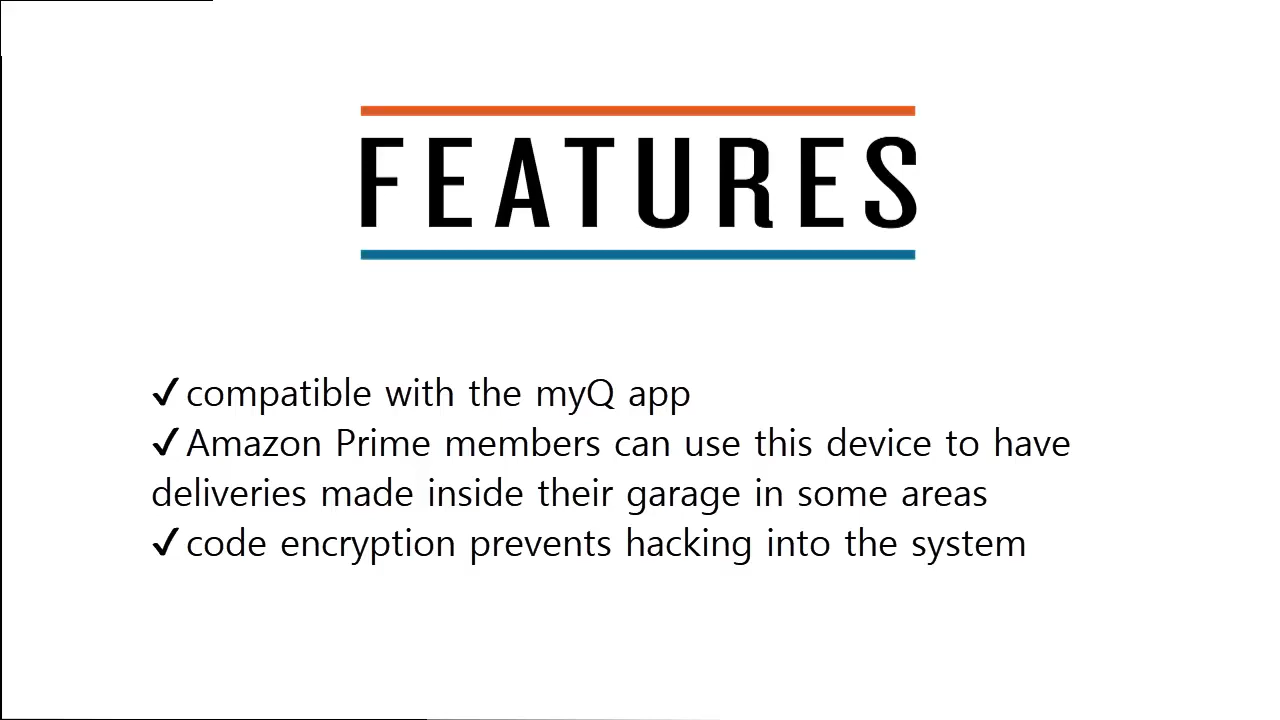 FEATURES
✓compatible with the myQ app
✓Amazon Prime members can use this device to have
deliveries made inside their garage in some areas
✓code encryption prevents hacking into the system